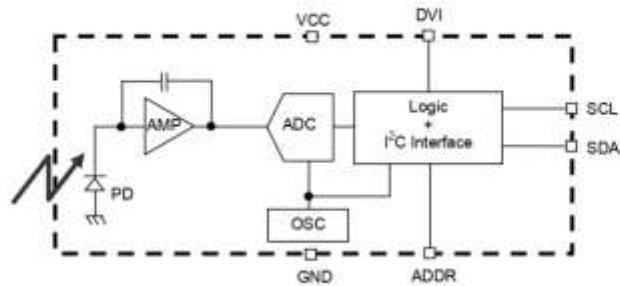 VCC
DVI
AMP
ADC
Logic
+
I²C Interface
SCL
SDA
PD
OSC
GND
ADDR